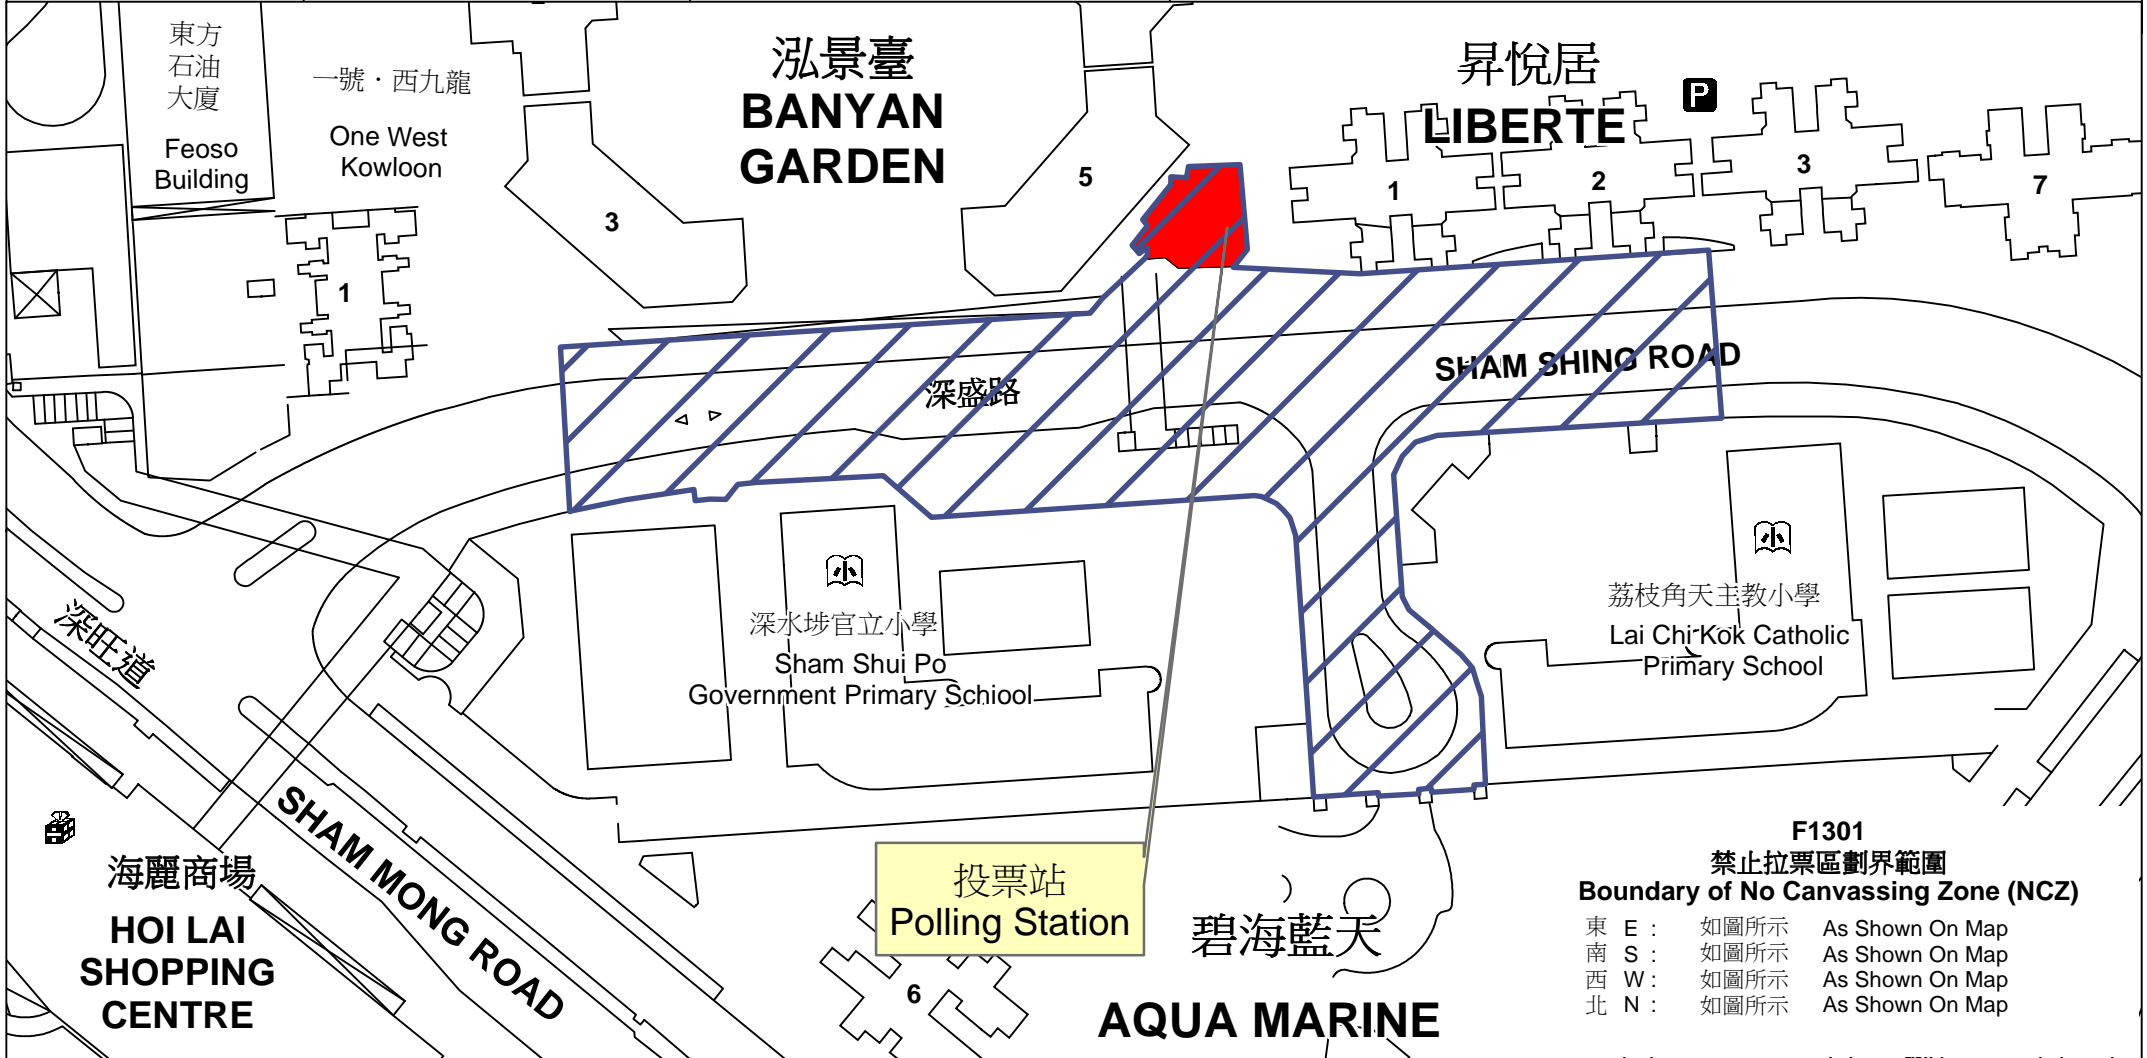 東方
石油
大廈
Feoso
Building
一號．西九龍
One West
Kowloon
泓景臺
BANYAN
GARDEN
昇悅居
LIBERTE
P
1
2
3
7
5
3
1
深盛路
SHAM SHING ROAD
小
深水埗官立小學
Sham Shui Po
Government Primary Schiool
小
荔枝角天主教小學
Lai Chi Kok Catholic
Primary School
深旺道
SHAM MONG ROAD
海麗商場
HOI LAI
SHOPPING
CENTRE
投票站
Polling Station
6
碧海藍天
AQUA MARINE
F1301
禁止拉票區劃界範圍
Boundary of No Canvassing Zone (NCZ)
東 E : 如圖所示 As Shown On Map
南 S : 如圖所示 As Shown On Map
西 W : 如圖所示 As Shown On Map
北 N : 如圖所示 As Shown On Map